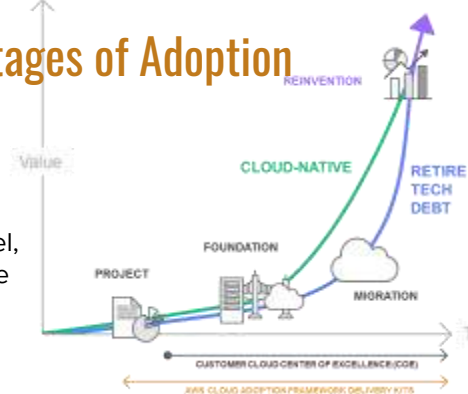 tages of Adoption
REINVENTION
Value
CLOUD-NATIVE
RETIRE
TECH
DEBT
el,
e
FOUNDATION
PROJECT
MIGRATION
CUSTOMER CLOUD CENTER OF EXCELLENCE (COE)
AWS CLOUD ADOPTION FRAMEWORK DELIVERY KITS